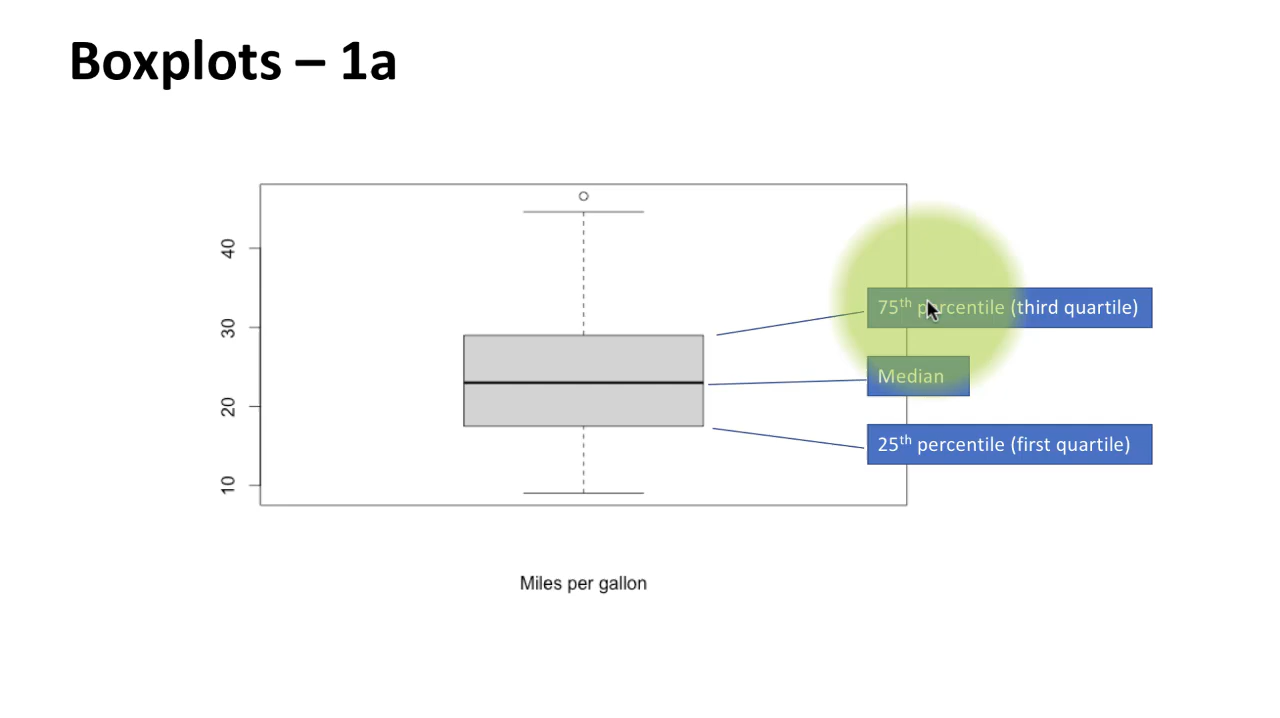 Boxplots – 1a
40
30
20
10
75th percentile (third quartile)
Median
25th percentile (first quartile)
Miles per gallon